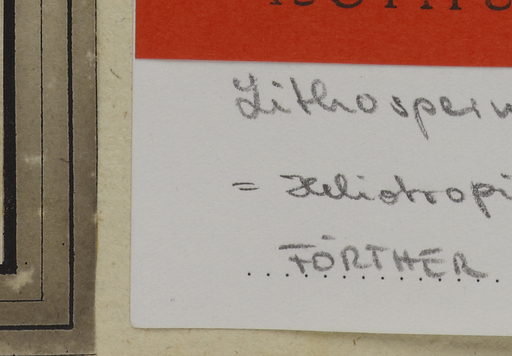 Lithosperm
= Heliotropi
FÖRTHER